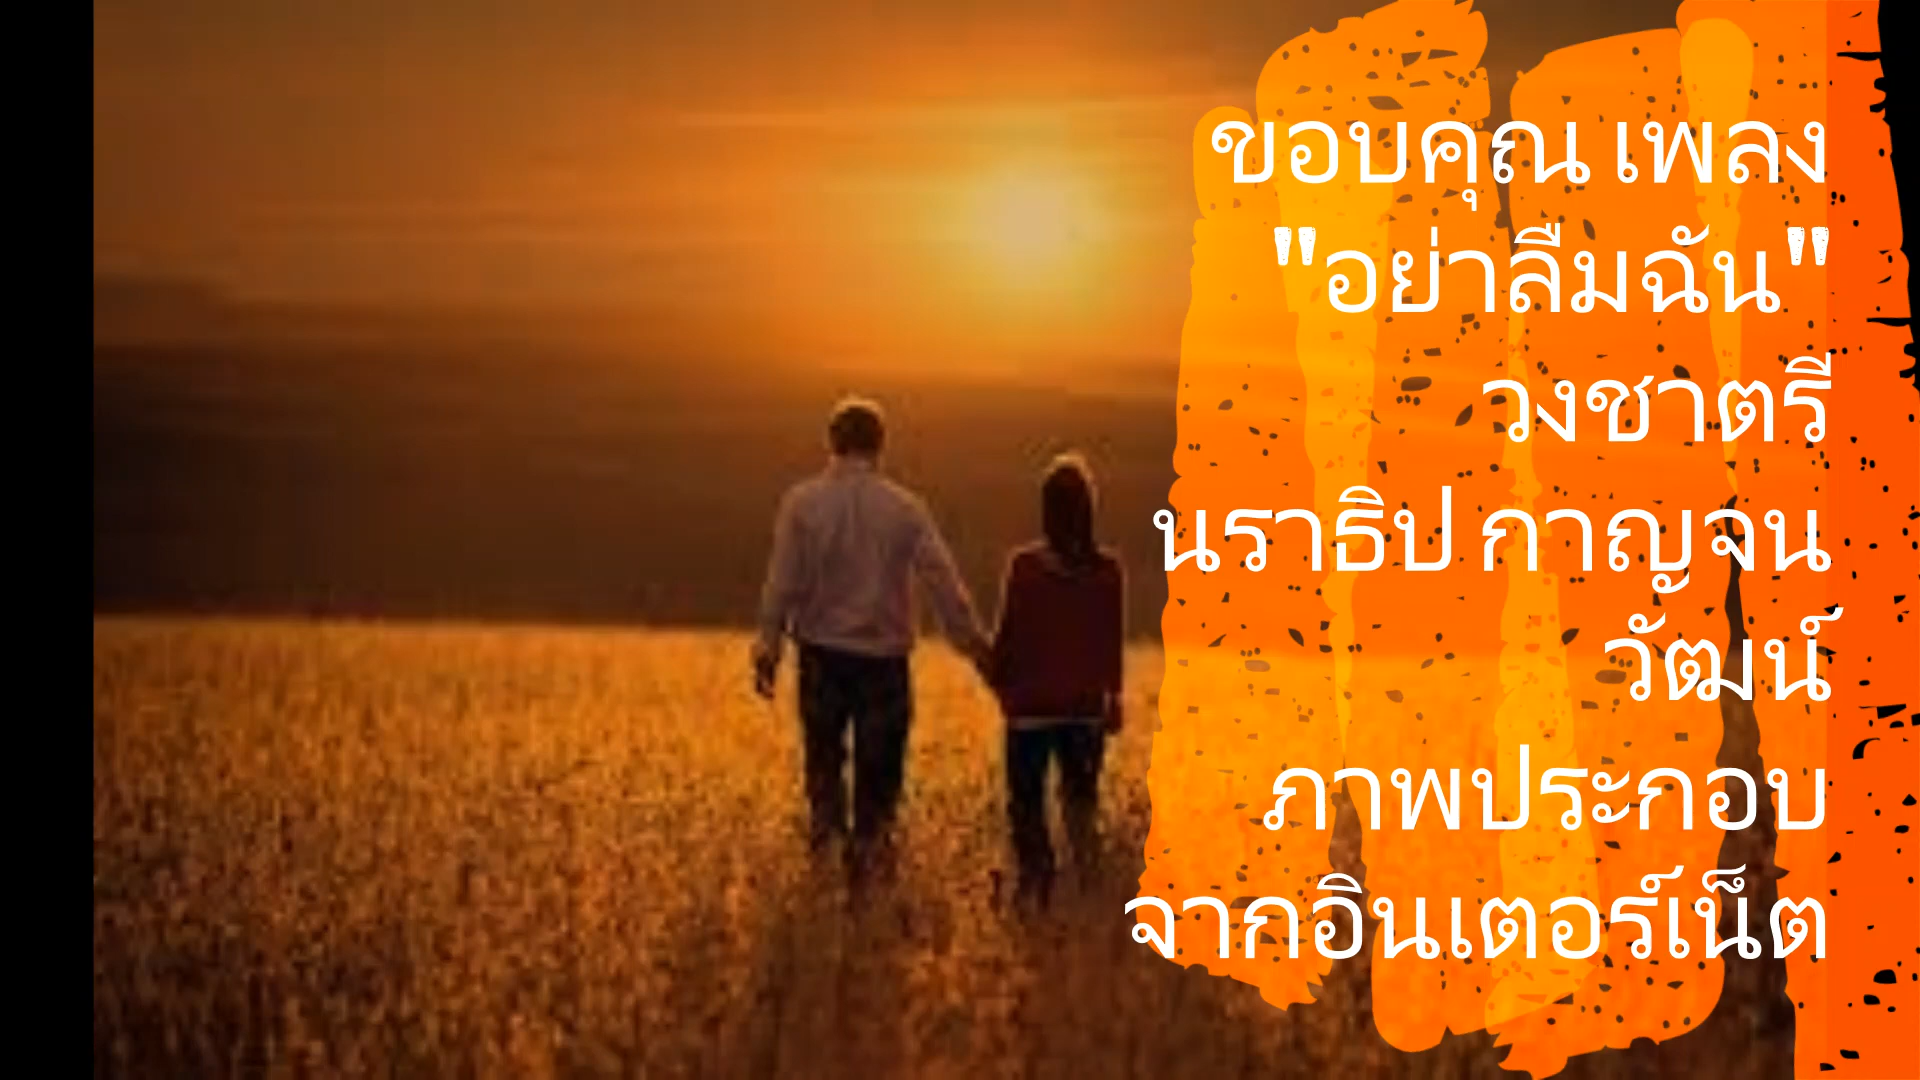 ขอบคุณ เพลง
"อย่าลืมฉัน"
วงชาตรี
นราธิป กาญจน
วัฒน์
ภาพประกอบ
จากอินเตอร์เน็ต